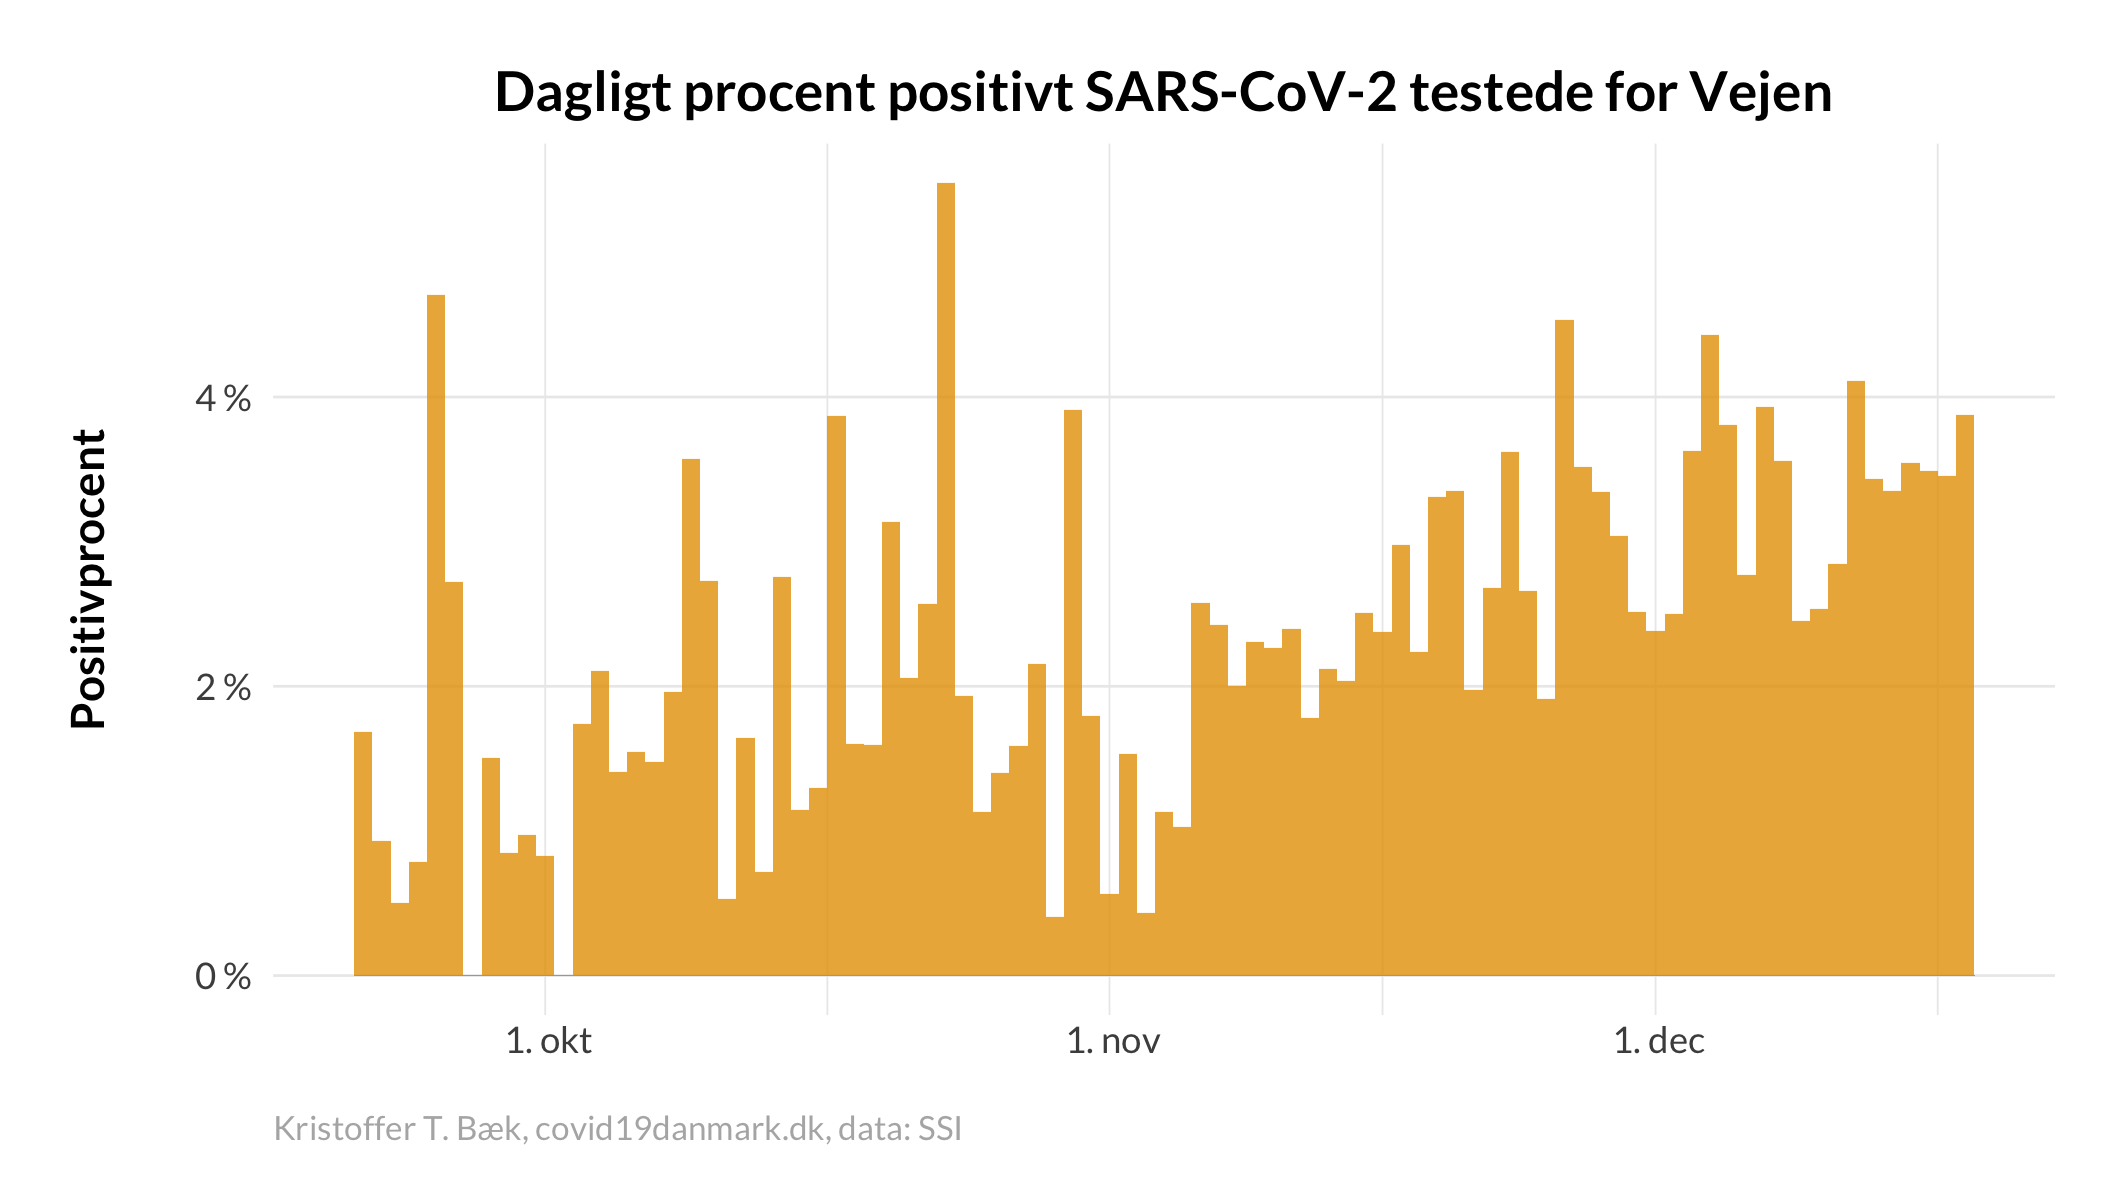 Dagligt procent positivt SARS-CoV-2 testede for Vejen
Positivprocent
4 %
2 %
0 %
1. okt
1. nov
1. dec
Kristoffer T. Bæk, covid19danmark.dk, data: SSI